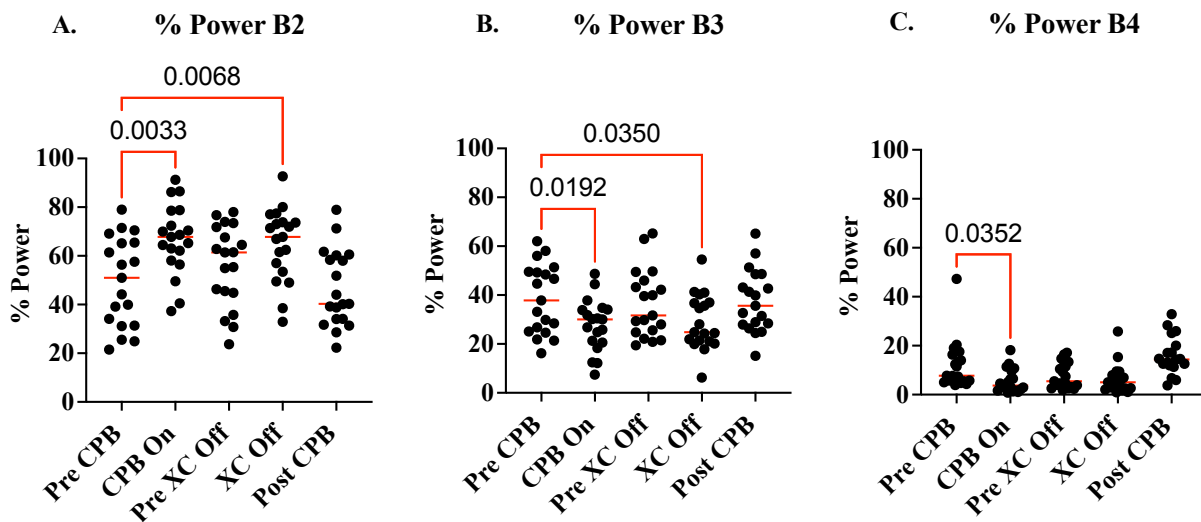 A. % Power B2
0.0068
0.0033
% Power
100
80
60
40
20
0
Pre CPB
CPB On
Pre XC Off
XC Off
Post CPB
B. % Power B3
0.0350
0.0192
% Power
100
80
60
40
20
0
Pre CPB
CPB On
Pre XC Off
XC Off
Post CPB
C. % Power B4
0.0352
% Power
100
80
60
40
20
0
Pre CPB
CPB On
Pre XC Off
XC Off
Post CPB